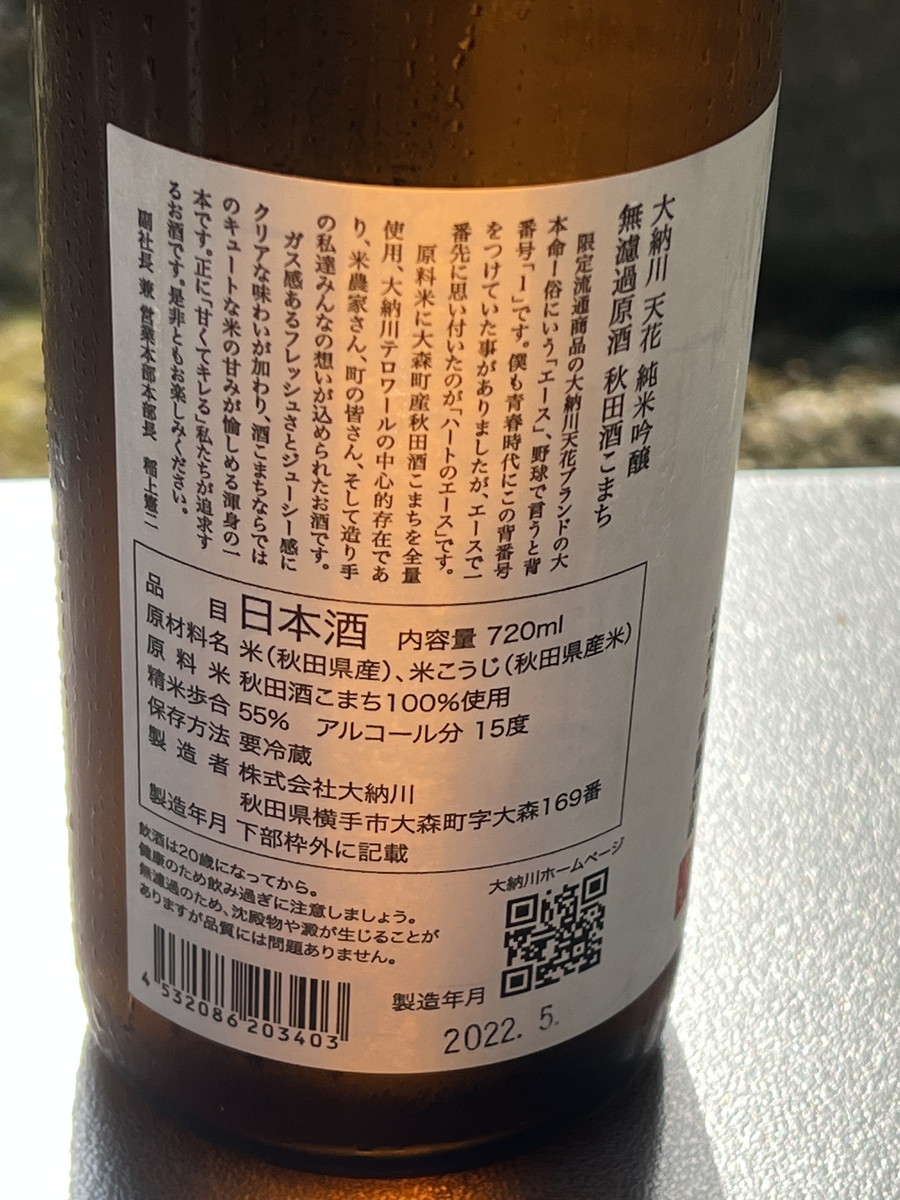 大納川 天花 純米吟醸
無濾過原酒 秋田酒こまち
限定流通商品の大納川天花ブランドの大
本命！俗にいう「エース」、野球で言うと背
番号「1」です。僕も青春時代にこの背番号
をつけていた事がありましたが、エースで一
番先に思い付いたのが「ハートのエース」です。
原料米に大森町産秋田酒こまちを全量
使用、大納川テロワールの中心的存在であ
り、米農家さん、町の皆さん、そして造り手
の私達みんなの想いが込められたお酒です。
ガス感あるフレッシュさとジューシー感に
クリアな味わいが加わり、酒こまちならでは
のキュートな米の甘みが愉しめる渾身の一
本です。正に「甘くてキレる」私たちが追求す
るお酒です。是非ともお楽しみください。
副社長 兼 営業本部本部長 稲上憲二
品目 日本酒 内容量 720ml
原材料名 米（秋田県産）、米こうじ（秋田県産米）
原料米 秋田酒こまち100%使用
精米歩合 55% アルコール分 15度
保存方法 要冷蔵
製造者 株式会社大納川
秋田県横手市大森町字大森169番
製造年月 下部枠外に記載
飲酒は20歳になってから。
健康のため飲み過ぎに注意しましょう。
無濾過のため、沈殿物や澱が生じることが
ありますが品質には問題ありません。
大納川ホームページ
4 532086 203403
製造年月
2022. 5.